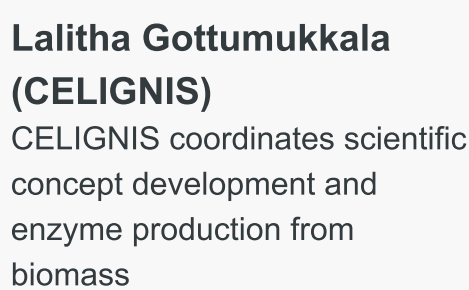 Lalitha Gottumukkala
(CELIGNIS)
CELIGNIS coordinates scientific
concept development and
enzyme production from
biomass